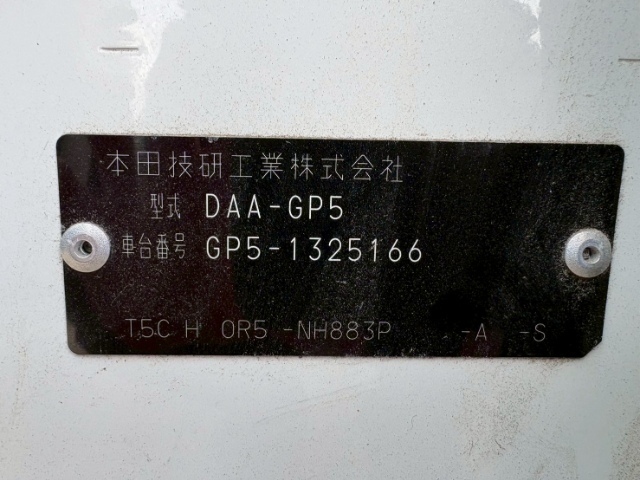 本田技研工業株式会社
型式 DAA-GP5
車台番号 GP5-1325166
T5C H 0R5 -NH883P -A -S